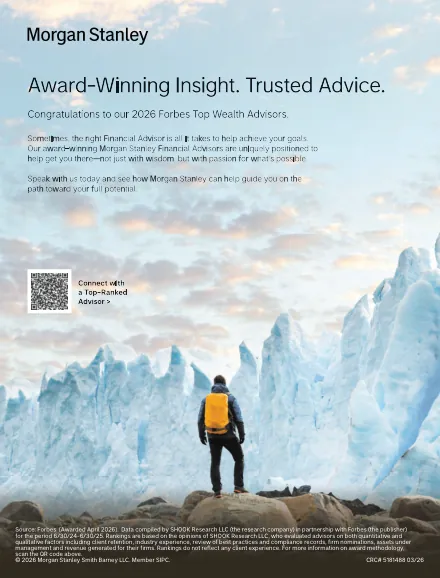 Morgan Stanley
Award-Winning Insight. Trusted Advice.
Congratulations to our 2026 Forbes Top Wealth Advisors.
Sometimes, the right Financial Advisor is all it takes to help achieve your goals.
Our award-winning Morgan Stanley Financial Advisors are uniquely positioned to
help get you there—not just with wisdom, but with passion for what's possible.
Speak with us today and see how Morgan Stanley can help guide you on the
path toward your full potential.
Connect with
a Top-Ranked
Advisor >
Source: Forbes (Awarded April 2026). Data compiled by SHOOK Research LLC (the research company) in partnership with Forbes (the publisher)
for the period 6/30/24-6/30/25. Rankings are based on the opinions of SHOOK Research LLC, who evaluated advisors on both quantitative and
qualitative factors including client retention, industry experience, review of best practices and compliance records, firm nominations, assets under
management and revenue generated for their firms. Rankings do not reflect any client experience. For more information on award methodology,
scan the QR code above.
© 2026 Morgan Stanley Smith Barney LLC. Member SIPC.
CRC# 5181488 03/26